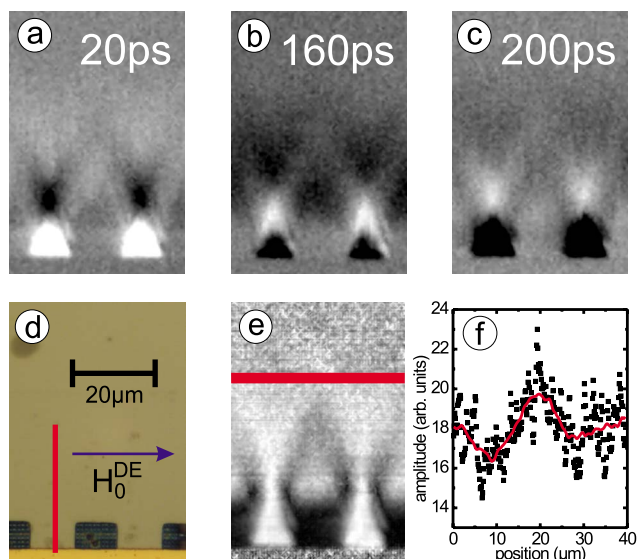 a
20ps
b
160ps
c
200ps
d
20µm
H₀ᴰᴱ
e
f
amplitude (arb. units)
20
18
16
14
22
24
0 10 20 30 40
position (um)